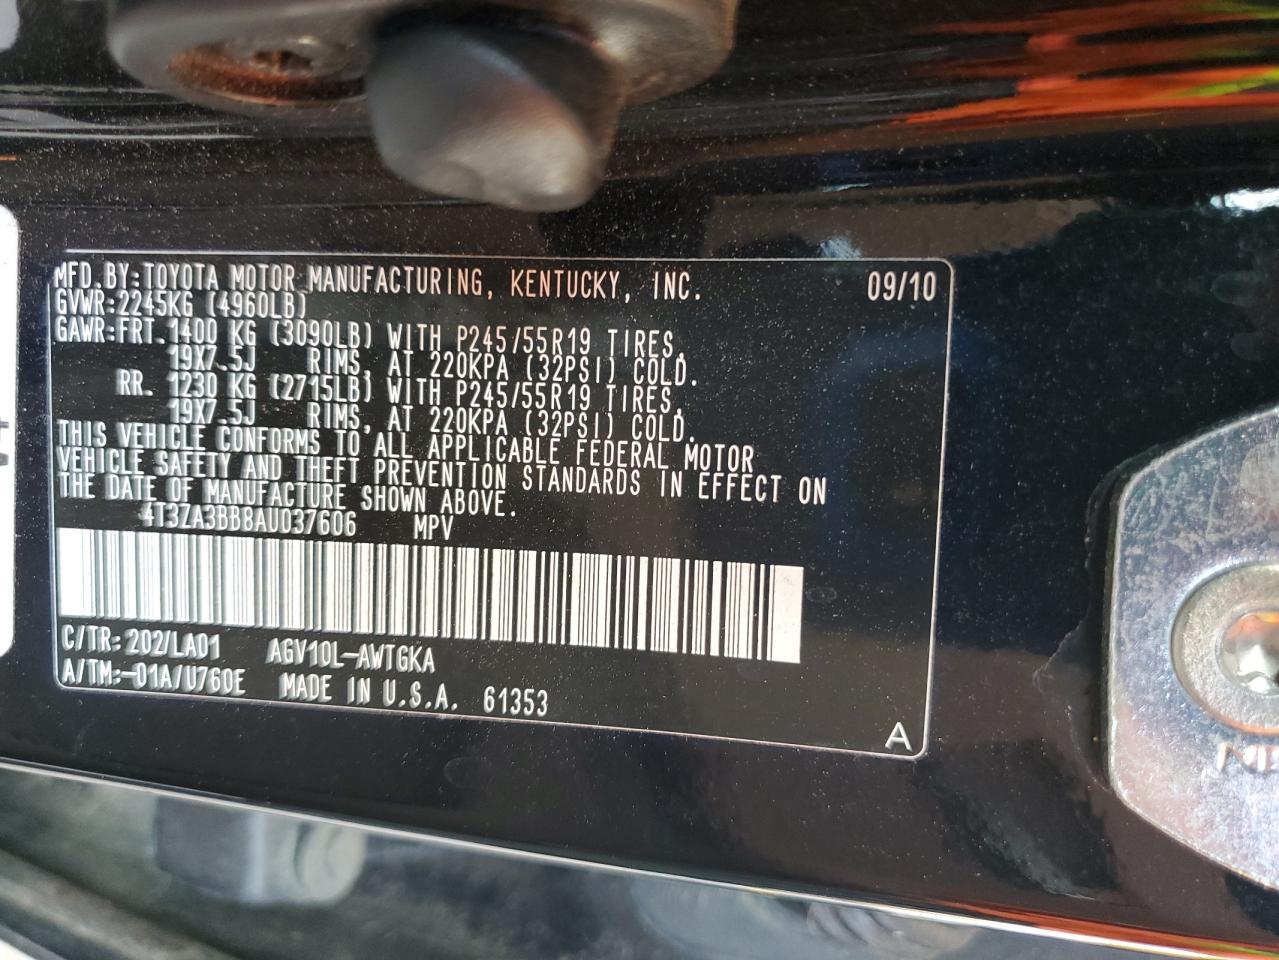 MFD.BY:TOYOTA MOTOR MANUFACTURING, KENTUCKY, INC. 09/10
GVWR:2245KG (4960LB)
GAWR:FRT. 1400 KG (3090LB) WITH P245/55R19 TIRES,
19X7.5J RIMS, AT 220KPA (32PSI) COLD.
RR. 1230 KG (2715LB) WITH P245/55R19 TIRES,
19X7.5J RIMS, AT 220KPA (32PSI) COLD.
THIS VEHICLE CONFORMS TO ALL APPLICABLE FEDERAL MOTOR
VEHICLE SAFETY AND THEFT PREVENTION STANDARDS IN EFFECT ON
THE DATE OF MANUFACTURE SHOWN ABOVE.
4T3ZA3BB8AU037606 MPV
C/TR:202/LA01 AGV10L-AWTGKA
A/TM:-01A/U760E MADE IN U.S.A. 61353
A